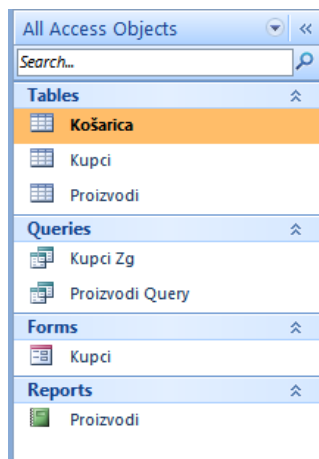 All Access Objects
Search...
Tables
Košarica
Kupci
Proizvodi
Queries
Kupci Zg
Proizvodi Query
Forms
Kupci
Reports
Proizvodi